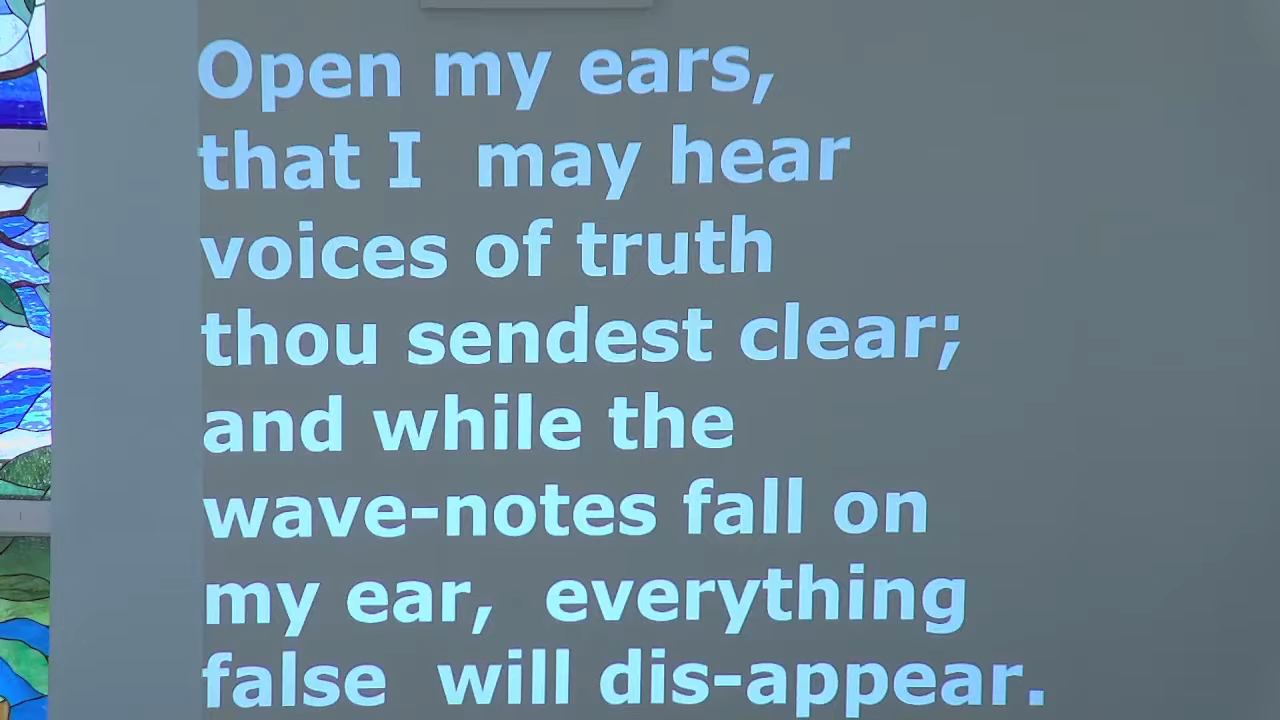 Open my ears,
that I may hear
voices of truth
thou sendest clear;
and while the
wave-notes fall on
my ear, everything
false will dis-appear.